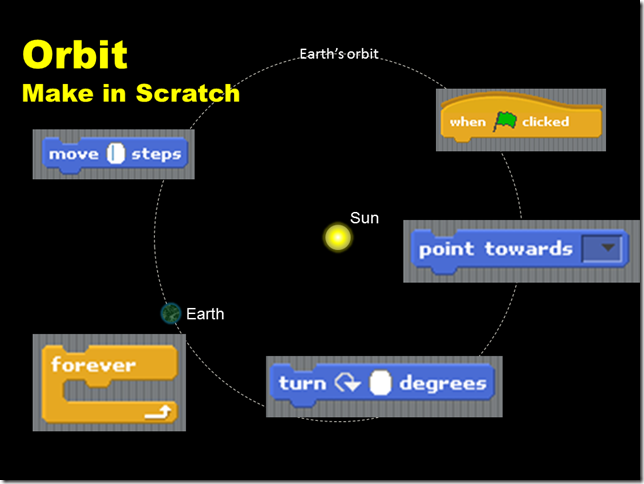 Orbit
Make in Scratch
Earth's orbit
when clicked
move steps
Sun
point towards
Earth
forever
turn degrees